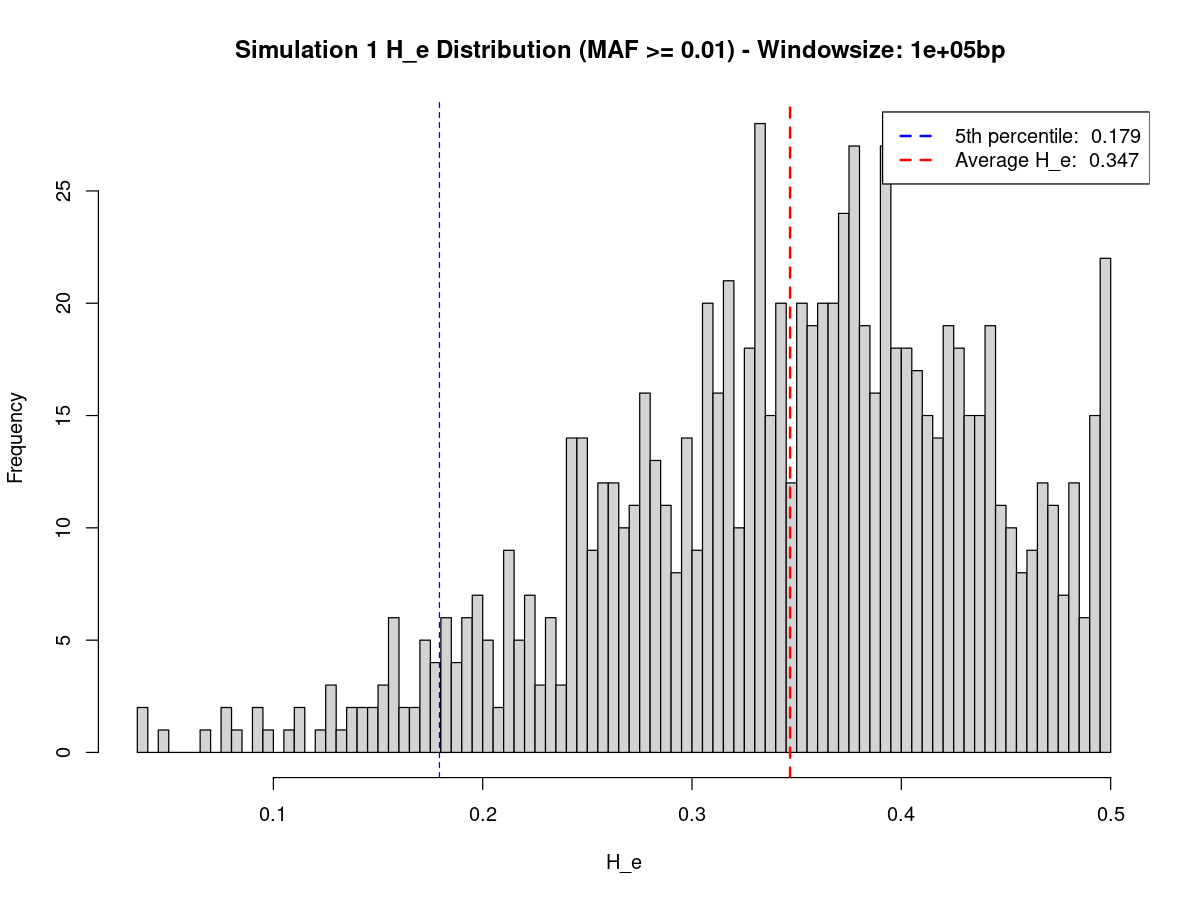 Simulation 1 H_e Distribution (MAF >= 0.01) - Windowsize: 1e+05bp
5th percentile: 0.179
Average H_e: 0.347
Frequency
25
20
15
10
5
0
0.1 0.2 0.3 0.4 0.5
H_e